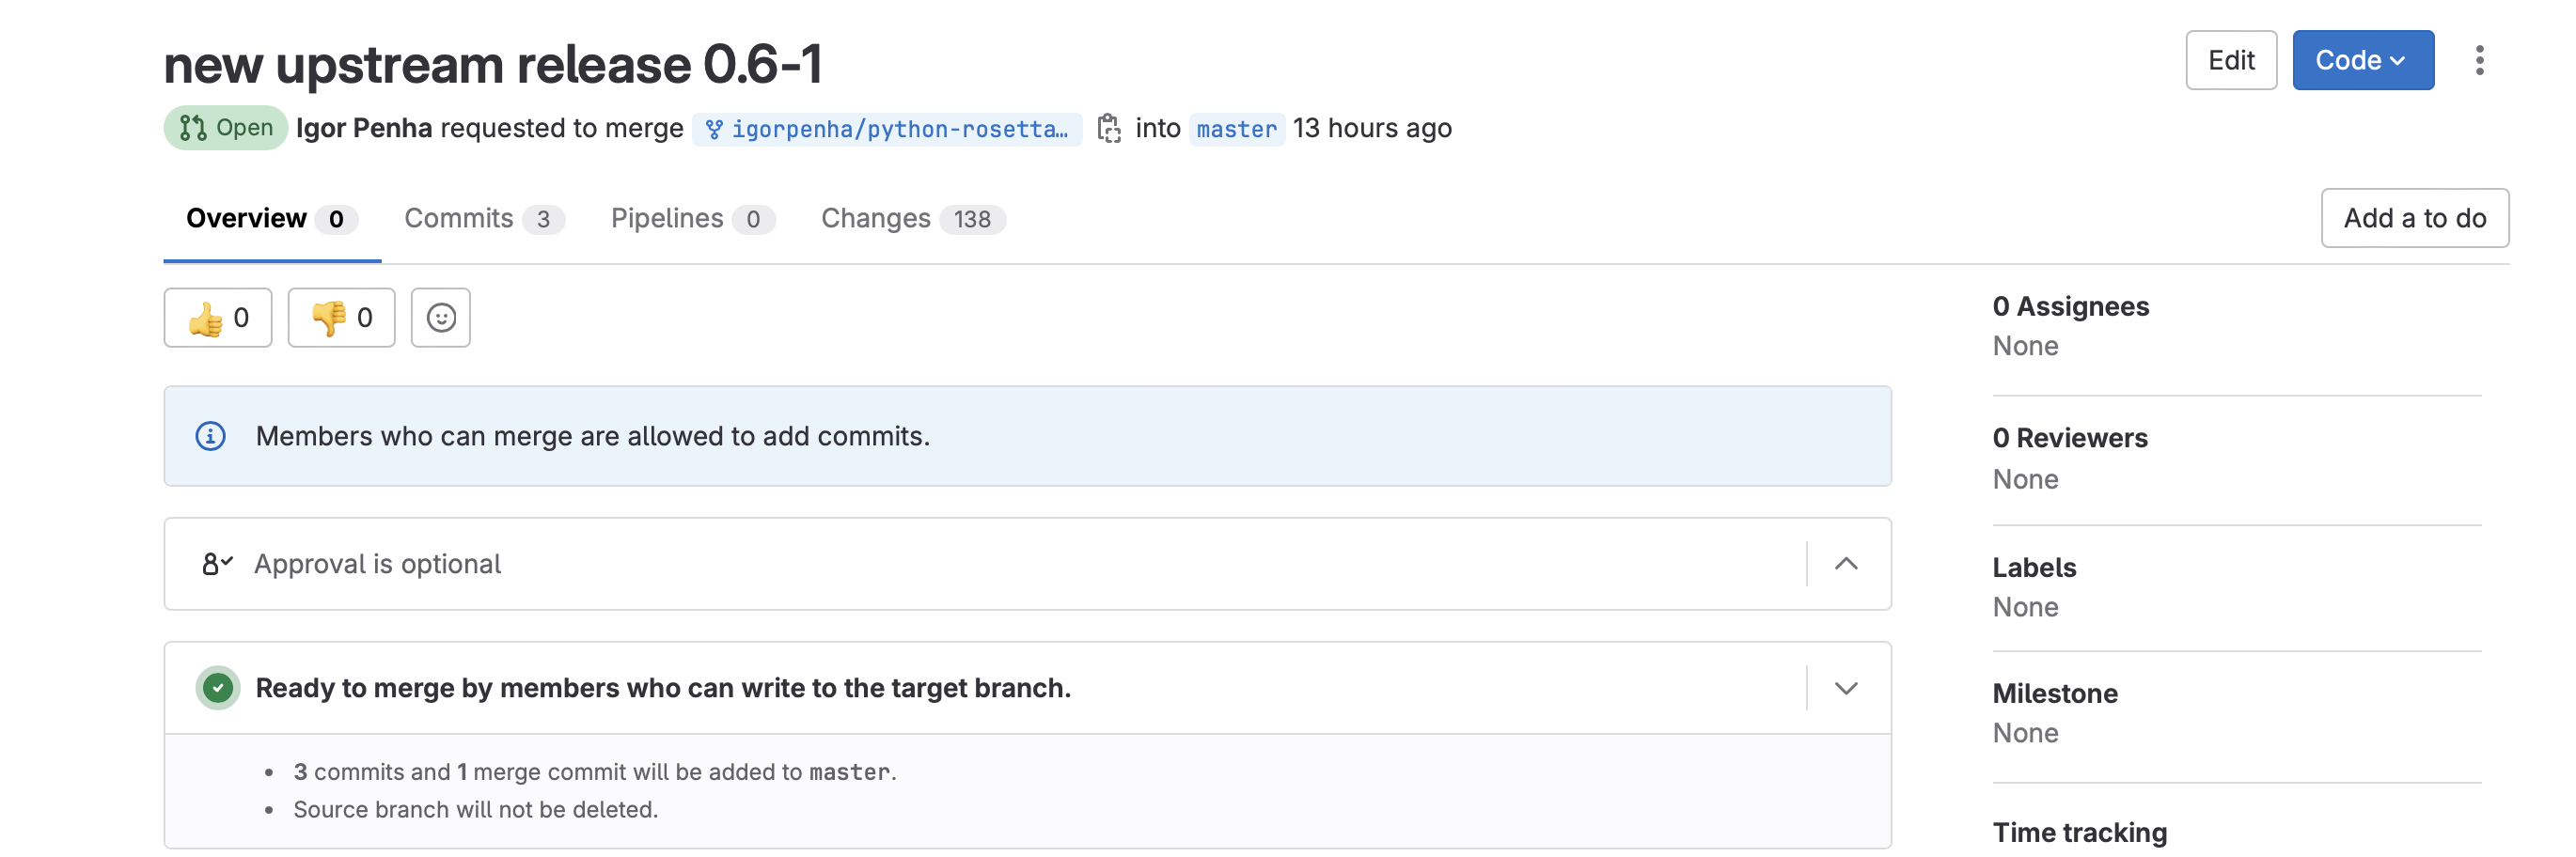 new upstream release 0.6-1
Edit
Code
Open Igor Penha requested to merge igorpenha/python-rosetta… into master 13 hours ago
Overview 0 Commits 3 Pipelines 0 Changes 138
Add a to do
0 0
Members who can merge are allowed to add commits.
Approval is optional
Ready to merge by members who can write to the target branch.
• 3 commits and 1 merge commit will be added to master.
• Source branch will not be deleted.
0 Assignees
None
0 Reviewers
None
Labels
None
Milestone
None
Time tracking